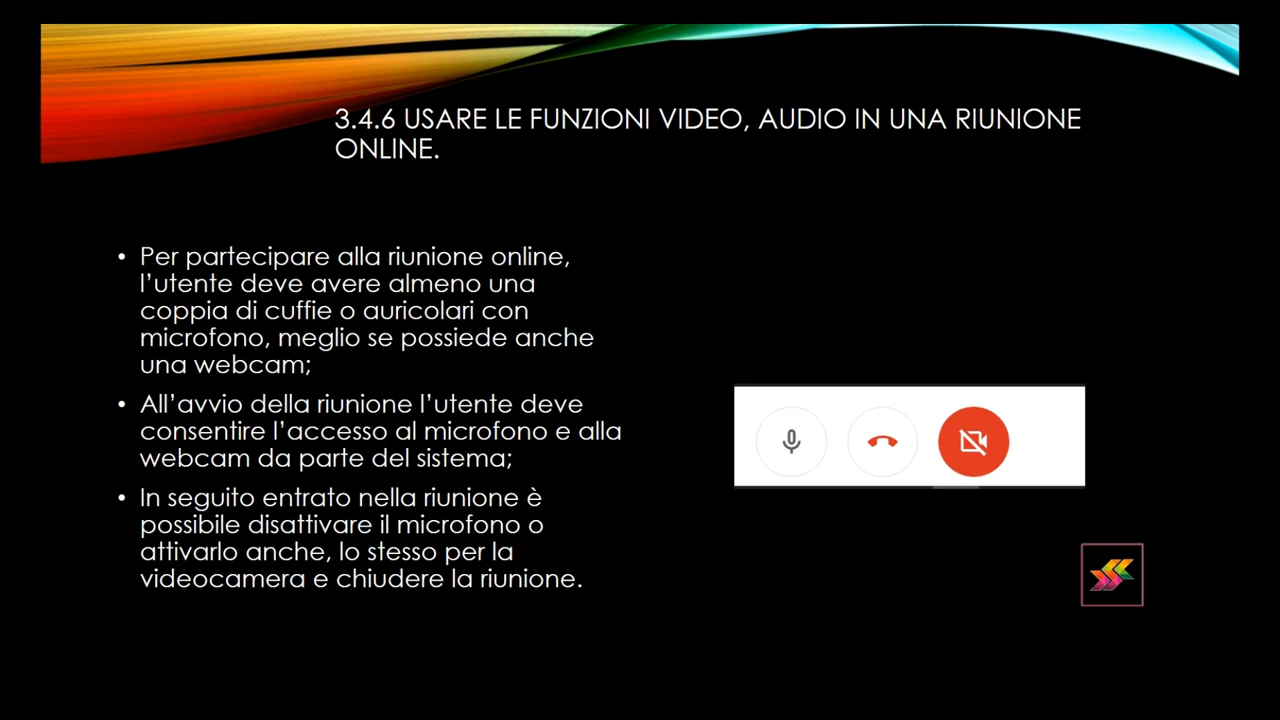 3.4.6 USARE LE FUNZIONI VIDEO, AUDIO IN UNA RIUNIONE
ONLINE.
• Per partecipare alla riunione online,
l’utente deve avere almeno una
coppia di cuffie o auricolari con
microfono, meglio se possiede anche
una webcam;
• All’avvio della riunione l’utente deve
consentire l’accesso al microfono e alla
webcam da parte del sistema;
• In seguito entrato nella riunione è
possibile disattivare il microfono o
attivarlo anche, lo stesso per la
videocamera e chiudere la riunione.